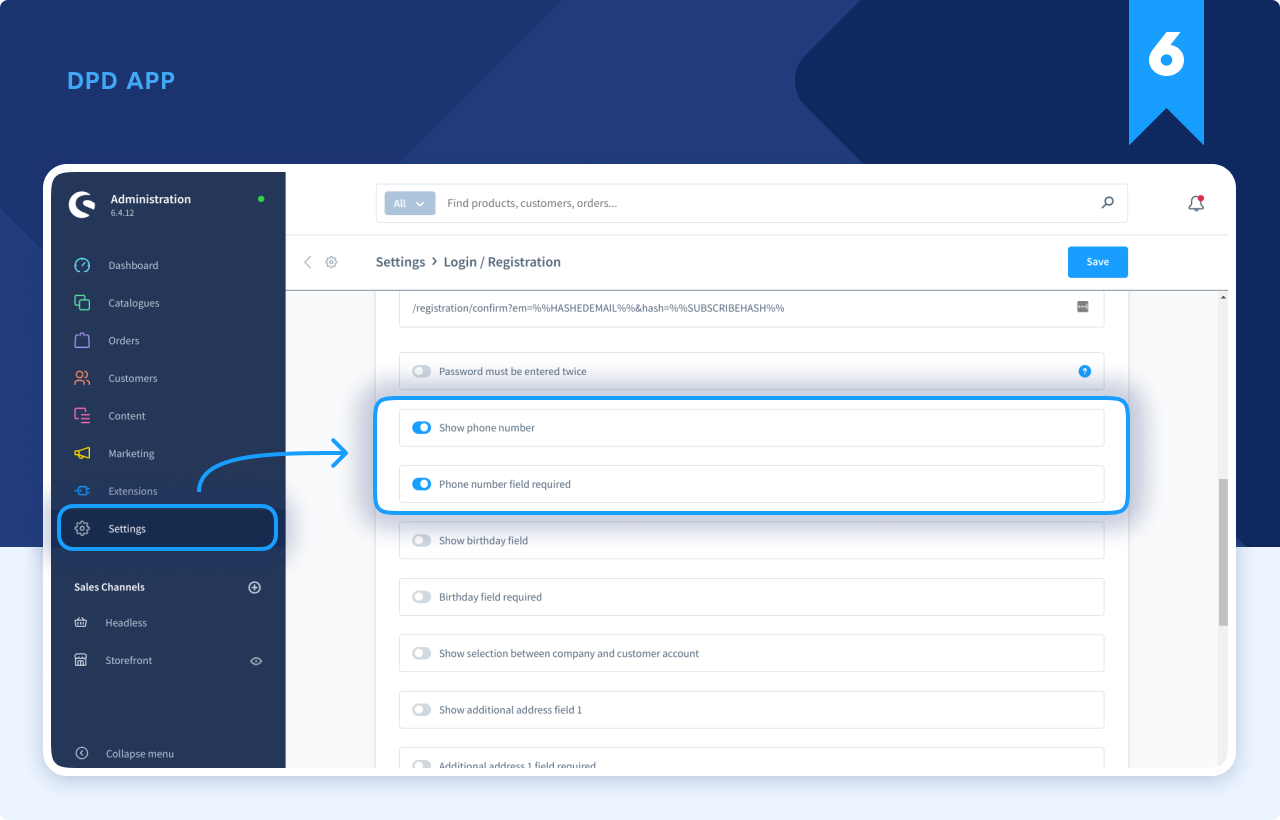 DPD APP
6
Administration
6.4.12
All
Find products, customers, orders...
Settings > Login / Registration
Save
Dashboard
Catalogues
Orders
Customers
Content
Marketing
Extensions
Settings
Sales Channels
Headless
Storefront
Collapse menu
/registration/confirm?em=%%HASHEDEMAIL%%&hash=%%SUBSCRIBEHASH%%
Password must be entered twice
?
Show phone number
Phone number field required
Show birthday field
Birthday field required
Show selection between company and customer account
Show additional address field 1
Additional address 1 field required